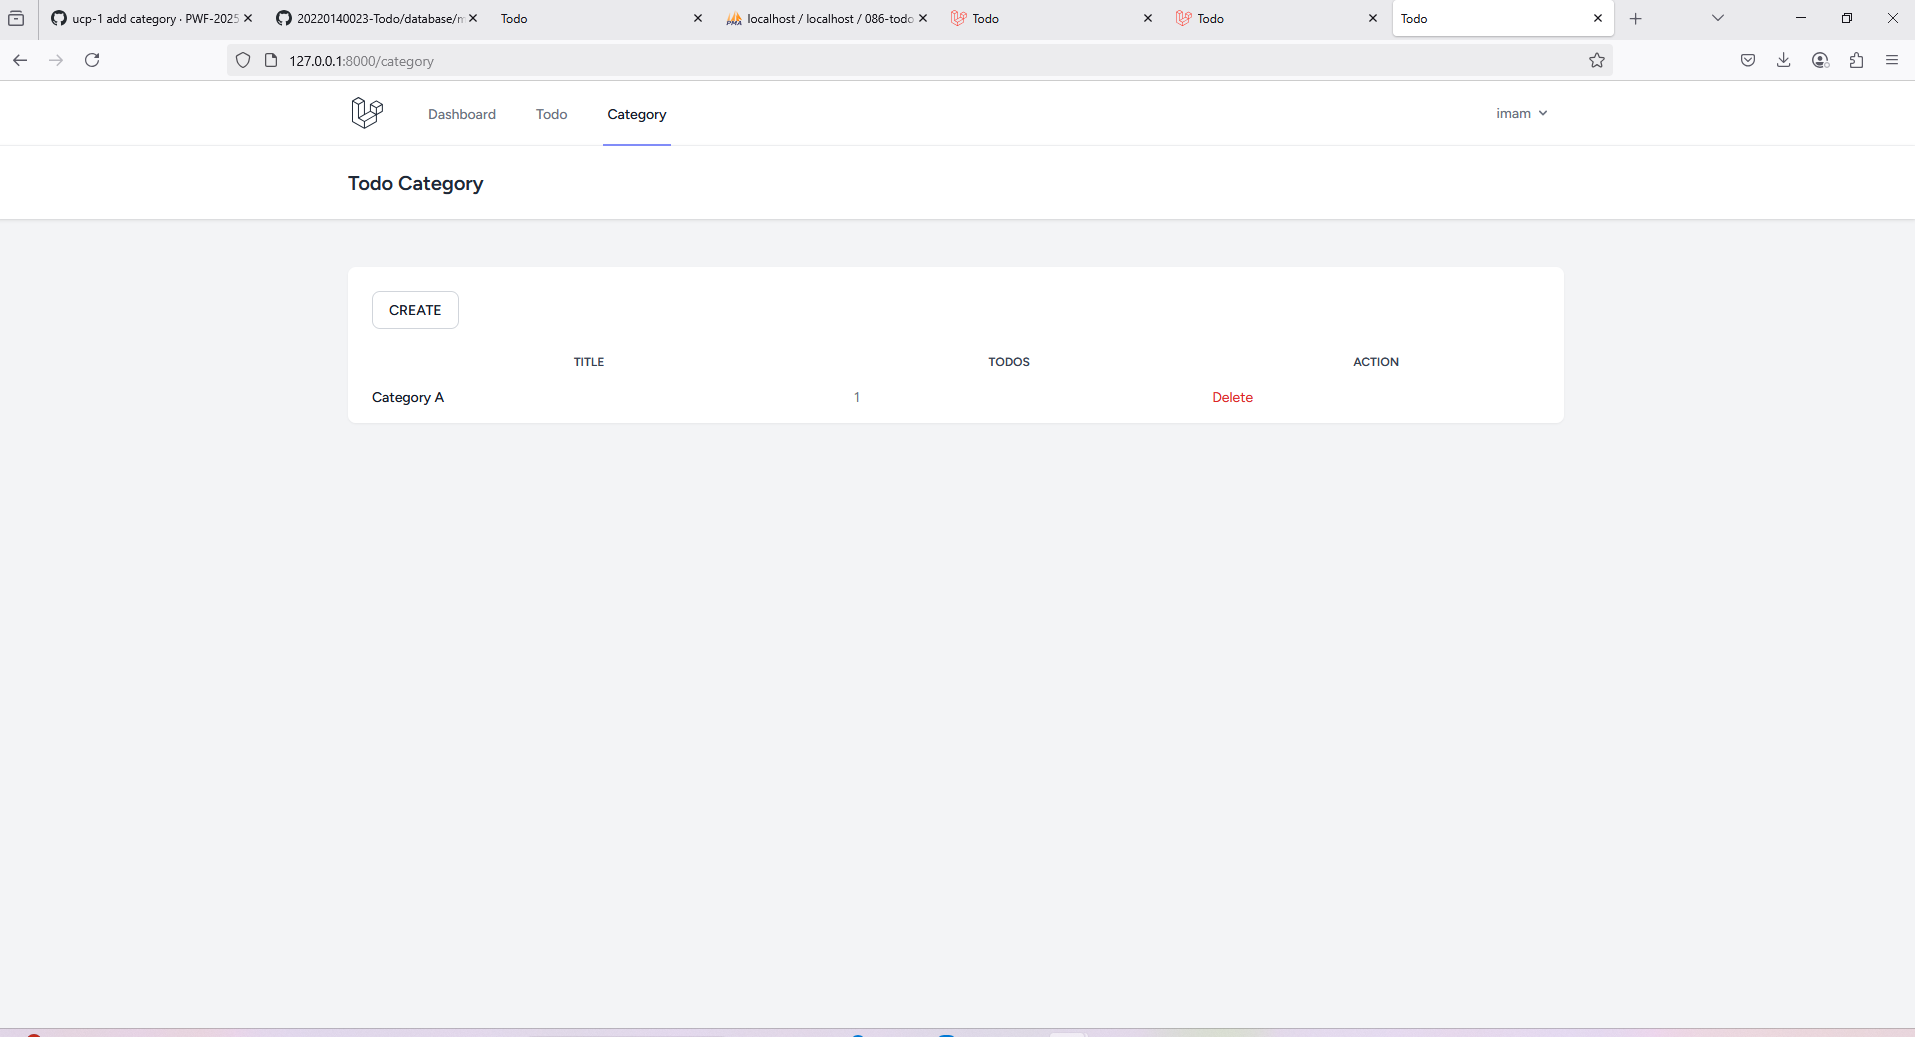 ucp-1 add category · PWF-2025
20220140023-Todo/database/m
Todo
localhost / localhost / 086-todo
Todo
Todo
Todo
127.0.0.1:8000/category
Dashboard Todo Category imam
Todo Category
CREATE
TITLE TODOS ACTION
Category A 1 Delete